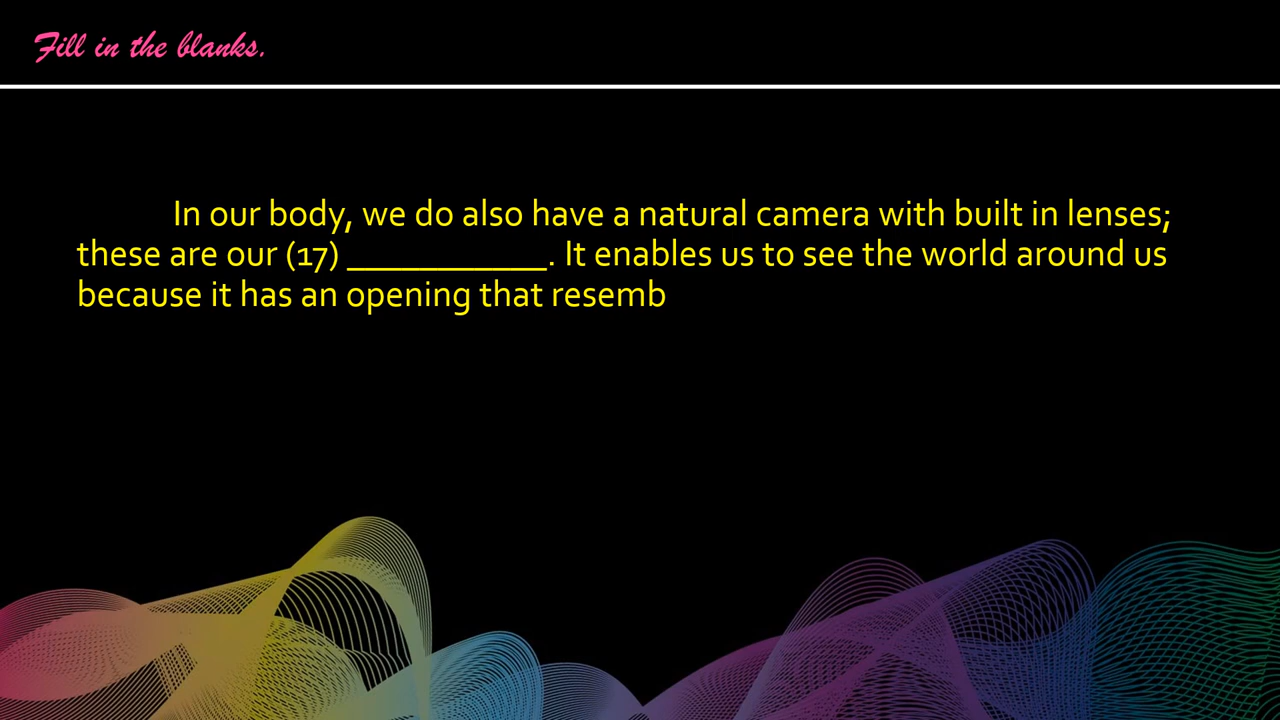 Fill in the blanks.
In our body, we do also have a natural camera with built in lenses;
these are our (17) ___________. It enables us to see the world around us
because it has an opening that resemb